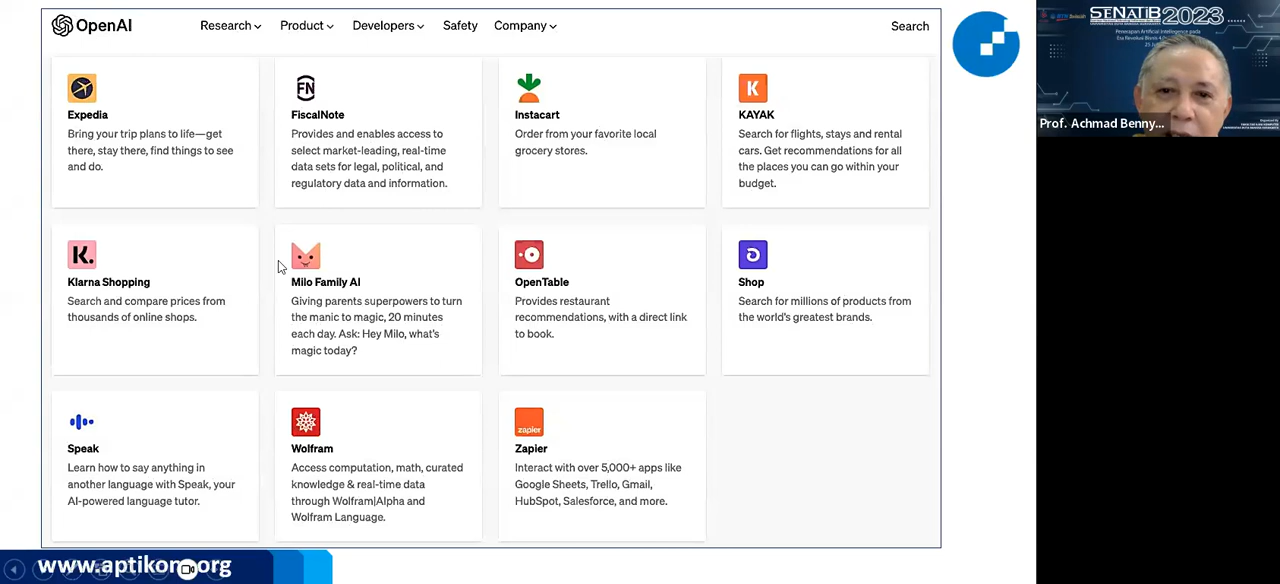 OpenAI
Research Product Developers Safety Company Search
Expedia
Bring your trip plans to life—get
there, stay there, find things to see
and do.
FN
FiscalNote
Provides and enables access to
select market-leading, real-time
data sets for legal, political, and
regulatory data and information.
Instacart
Order from your favorite local
grocery stores.
K
KAYAK
Search for flights, stays and rental
cars. Get recommendations for all
the places you can go within your
budget.
K.
Klarna Shopping
Search and compare prices from
thousands of online shops.
Milo Family AI
Giving parents superpowers to turn
the manic to magic, 20 minutes
each day. Ask: Hey Milo, what's
magic today?
OpenTable
Provides restaurant
recommendations, with a direct link
to book.
Shop
Search for millions of products from
the world's greatest brands.
Speak
Learn how to say anything in
another language with Speak, your
AI-powered language tutor.
Wolfram
Access computation, math, curated
knowledge & real-time data
through Wolfram|Alpha and
Wolfram Language.
zapier
Zapier
Interact with over 5,000+ apps like
Google Sheets, Trello, Gmail,
HubSpot, Salesforce, and more.
www.aptikom.org
SENATIB 2023
Penerapan Artificial Intelligence pada
Prof. Achmad Benny...